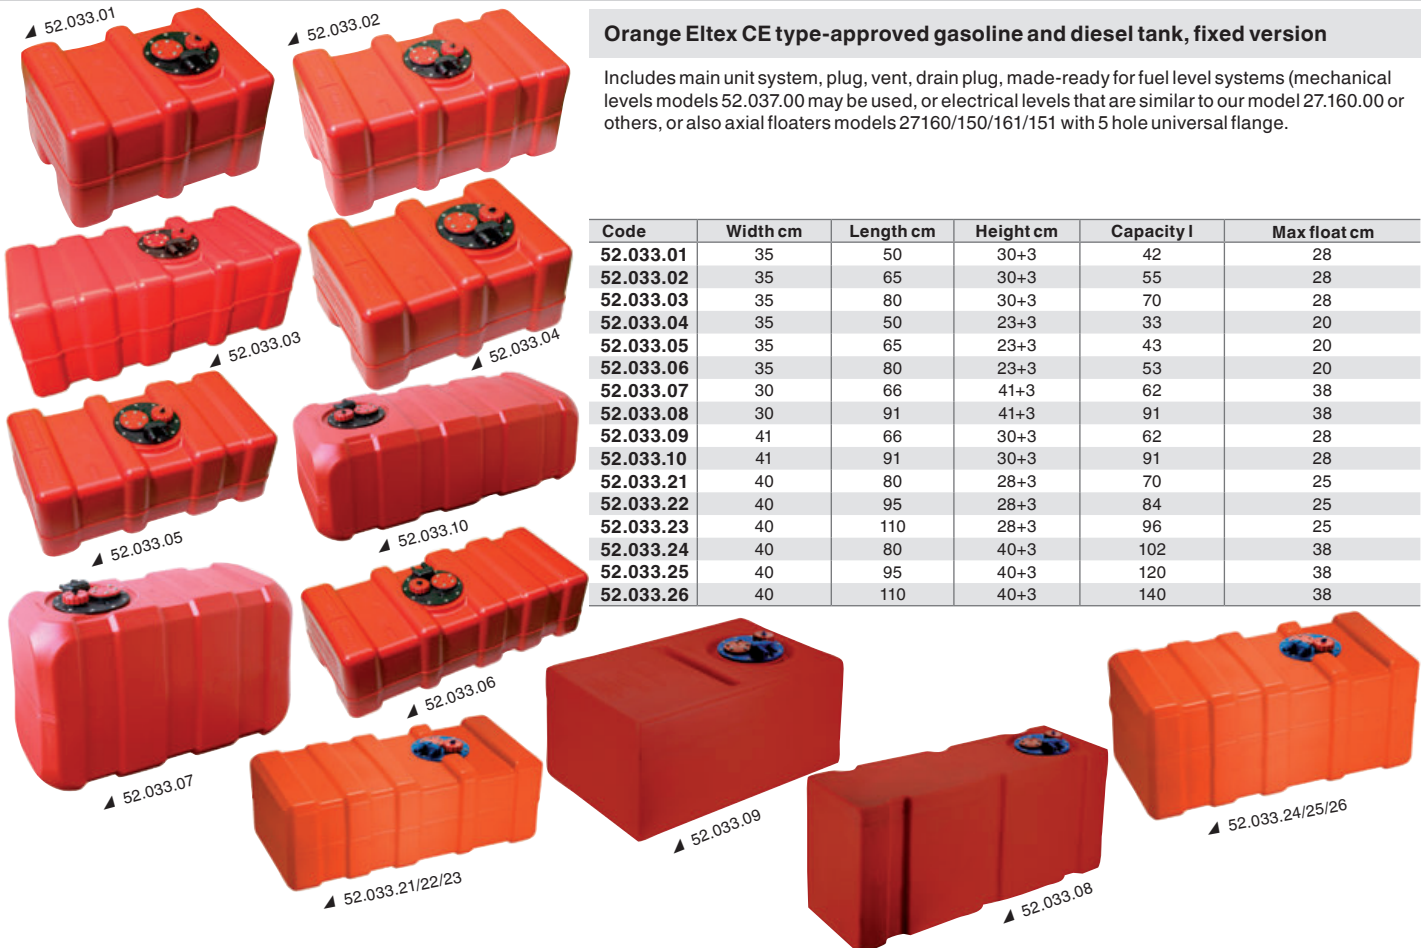 52.033.01
52.033.02
Orange Eltex CE type-approved gasoline and diesel tank, fixed version
Includes main unit system, plug, vent, drain plug, made-ready for fuel level systems (mechanical
levels models 52.037.00 may be used, or electrical levels that are similar to our model 27.160.00 or
others, or also axial floaters models 27160/150/161/151 with 5 hole universal flange.
Code Width cm Length cm Height cm Capacity l Max float cm
52.033.01 35 50 30+3 42 28
52.033.02 35 65 30+3 55 28
52.033.03 35 80 30+3 70 28
52.033.04 35 50 23+3 33 20
52.033.05 35 65 23+3 43 20
52.033.06 35 80 23+3 53 20
52.033.07 30 66 41+3 62 38
52.033.08 30 91 41+3 91 38
52.033.09 41 66 30+3 62 28
52.033.10 41 91 30+3 91 28
52.033.21 40 80 28+3 70 25
52.033.22 40 95 28+3 84 25
52.033.23 40 110 28+3 96 25
52.033.24 40 80 40+3 102 38
52.033.25 40 95 40+3 120 38
52.033.26 40 110 40+3 140 38
52.033.03
52.033.04
52.033.05
52.033.10
52.033.06
52.033.07
52.033.09
52.033.24/25/26
52.033.21/22/23
52.033.08